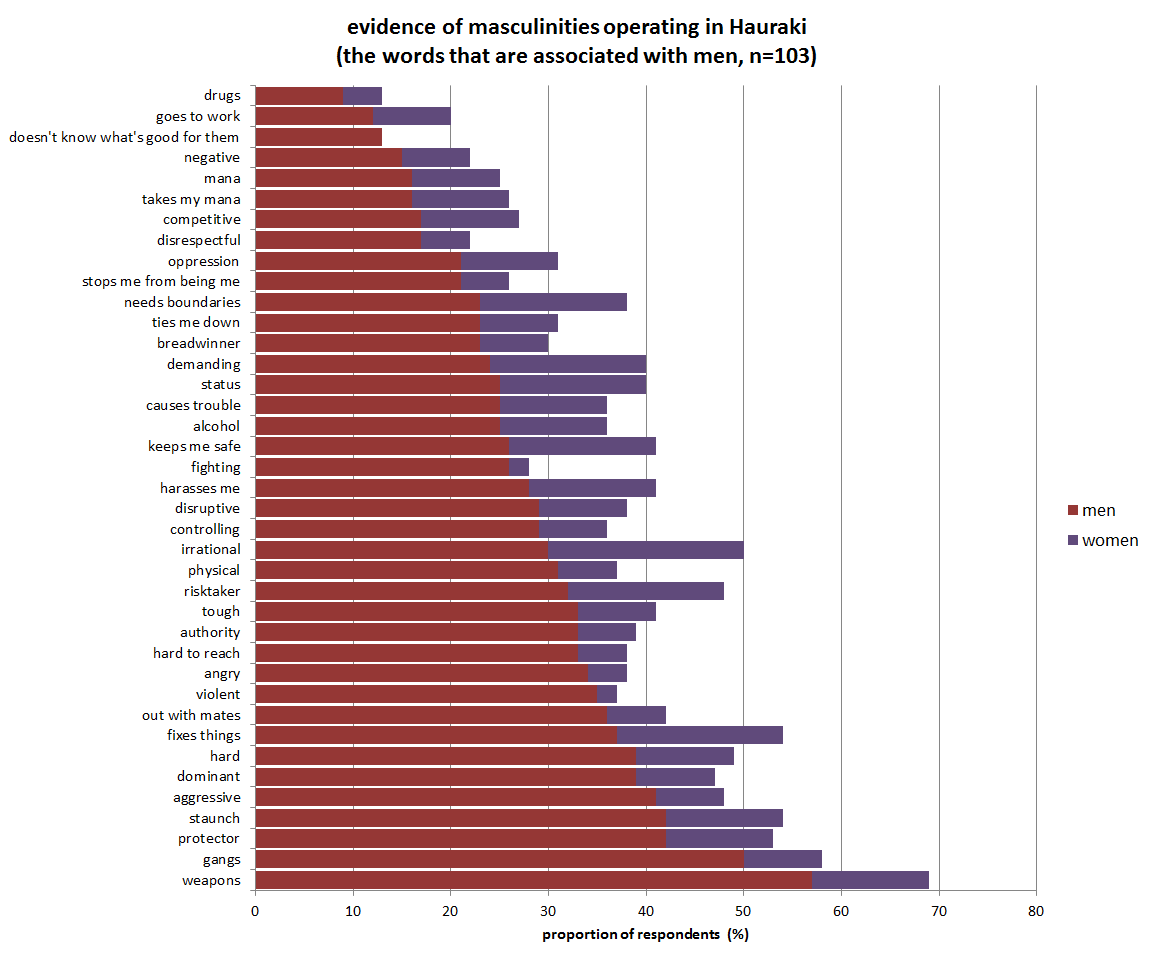 evidence of masculinities operating in Hauraki
(the words that are associated with men, n=103)
drugs
goes to work
doesn't know what's good for them
negative
mana
takes my mana
competitive
disrespectful
oppression
stops me from being me
needs boundaries
ties me down
breadwinner
demanding
status
causes trouble
alcohol
keeps me safe
fighting
harasses me
disruptive
controlling
irrational
physical
risktaker
tough
authority
hard to reach
angry
violent
out with mates
fixes things
hard
dominant
aggressive
staunch
protector
gangs
weapons
0 10 20 30 40 50 60 70 80
proportion of respondents (%)
men
women